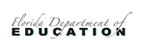 Florida Department of
EDUCATION